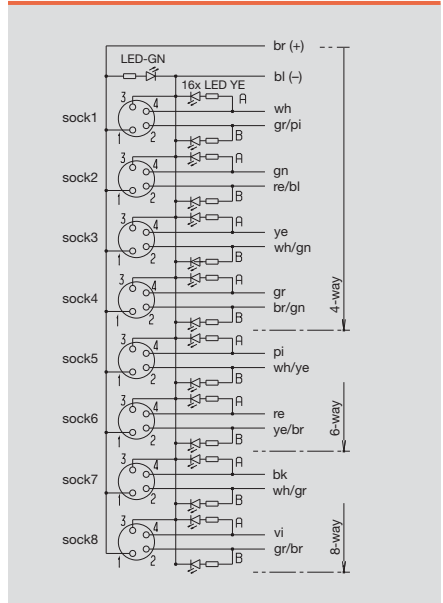 br (+)
LED-GN
bl (–)
16x LED YE
3 4 A
sock1 wh
gr/pi
1 2 B
3 4 A
sock2 gn
re/bl
1 2 B
3 4 A
sock3 ye
wh/gn
1 2 B
3 4 A
sock4 gr
br/gn
1 2 B
4-way
3 4 A
sock5 pi
wh/ye
1 2 B
3 4 A
sock6 re
ye/br
1 2 B
6-way
3 4 A
sock7 bk
wh/gr
1 2 B
3 4 A
sock8 vi
gr/br
1 2 B
8-way